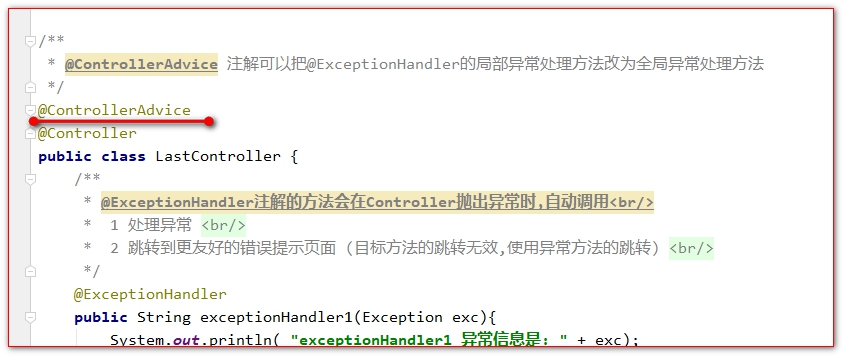 /**
* @ControllerAdvice 注解可以把@ExceptionHandler的局部异常处理方法改为全局异常处理方法
*/
@ControllerAdvice
@Controller
public class LastController {
/**
* @ExceptionHandler注解的方法会在Controller抛出异常时,自动调用<br/>
* 1 处理异常 <br/>
* 2 跳转到更友好的错误提示页面 (目标方法的跳转无效,使用异常方法的跳转) <br/>
*/
@ExceptionHandler
public String exceptionHandler1(Exception exc){
System.out.println( "exceptionHandler1 异常信息是：" + exc);